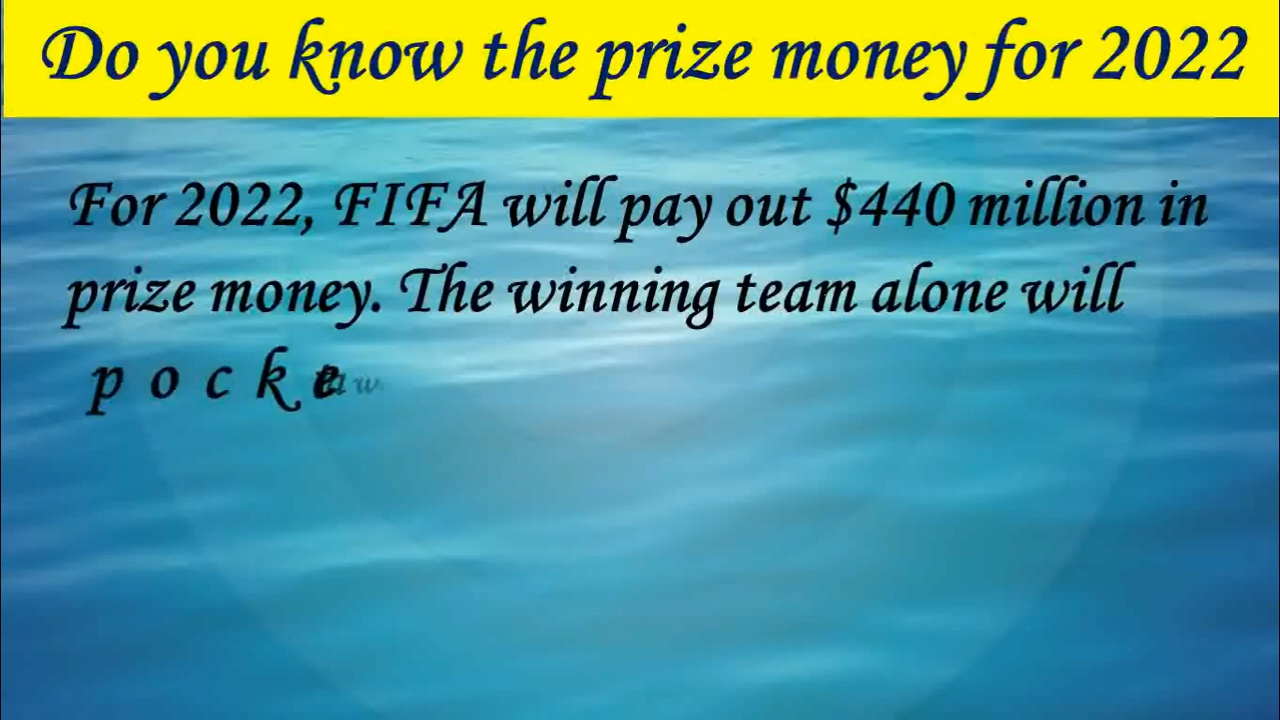 Do you know the prize money for 2022
For 2022, FIFA will pay out $440 million in
prize money. The winning team alone will
p o c k e